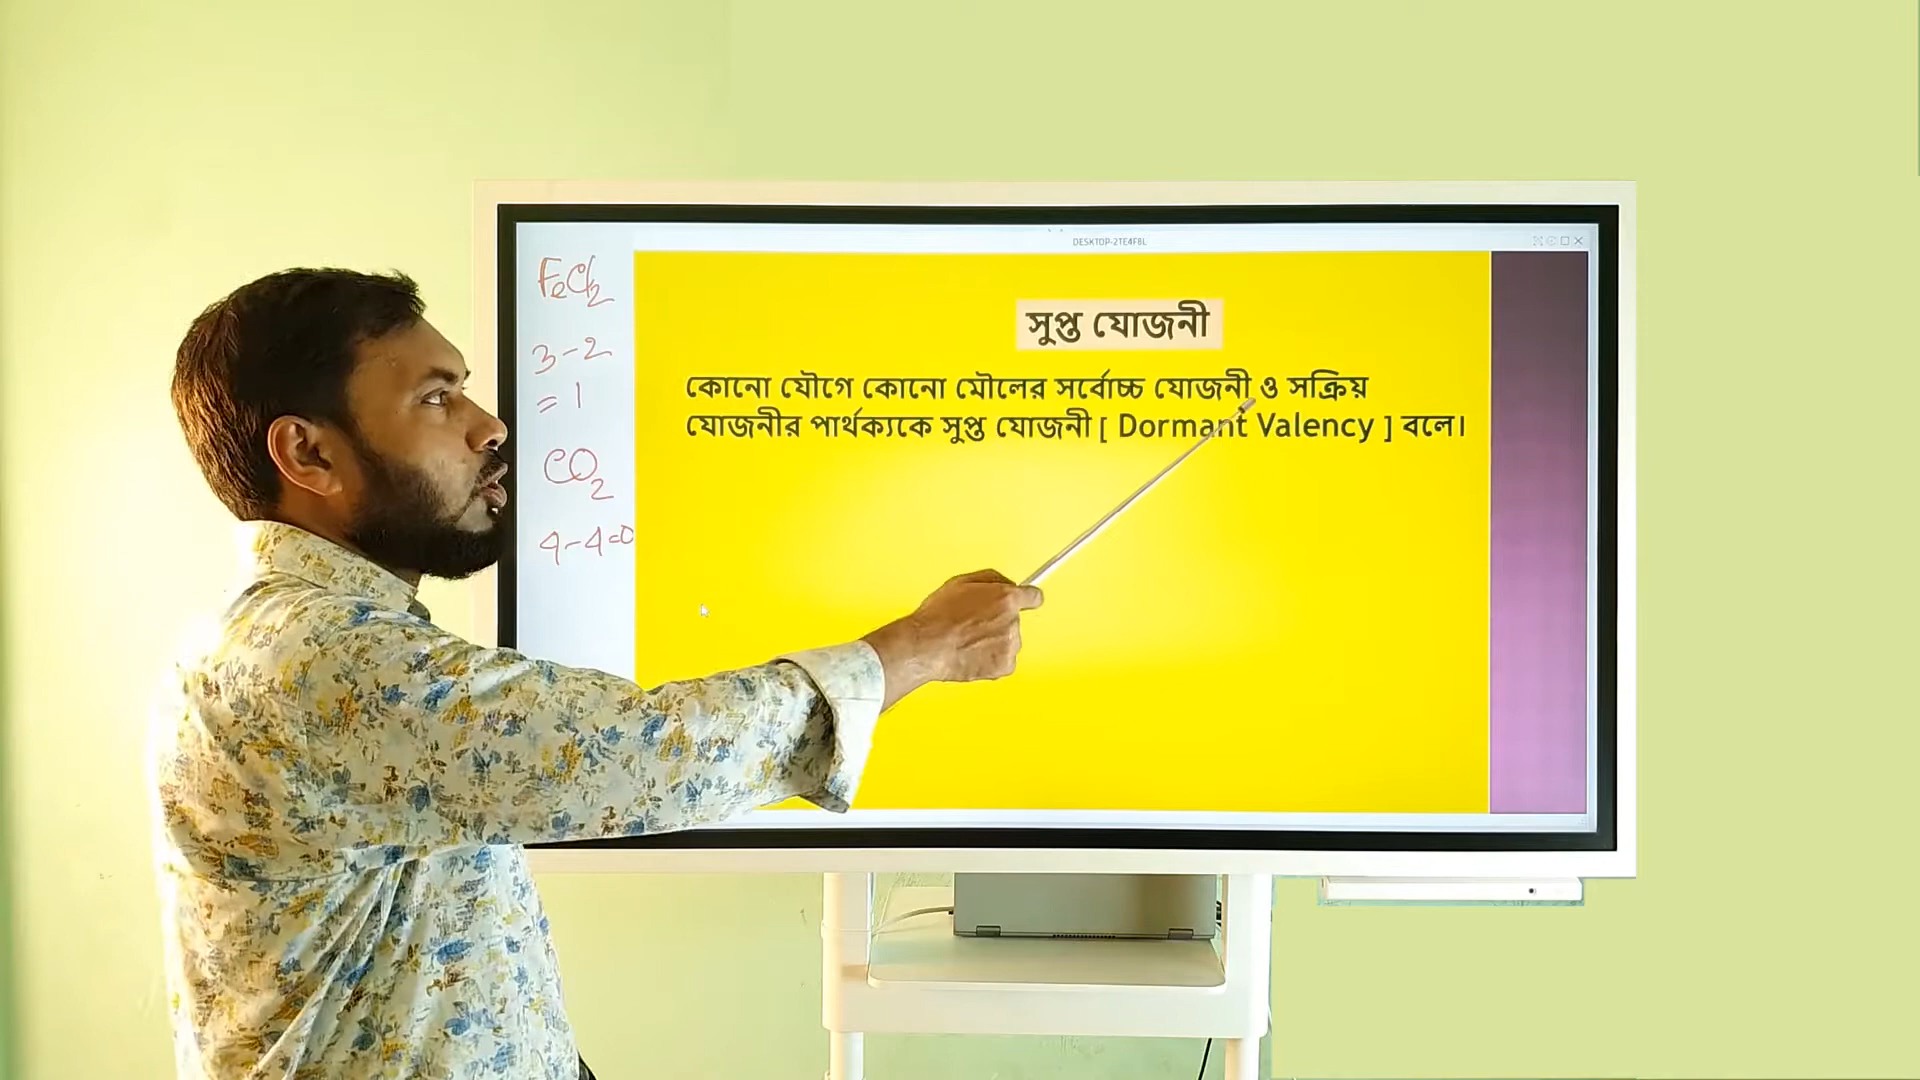 DESKTOP-2TE4F8L
FeCl2
3-2
=1
CO2
4-4=0
সুপ্ত যোজনী
কোনো যৌগে কোনো মৌলের সর্বোচ্চ যোজনী ও সক্রিয়
যোজনীর পার্থক্যকে সুপ্ত যোজনী [ Dormant Valency ] বলে।